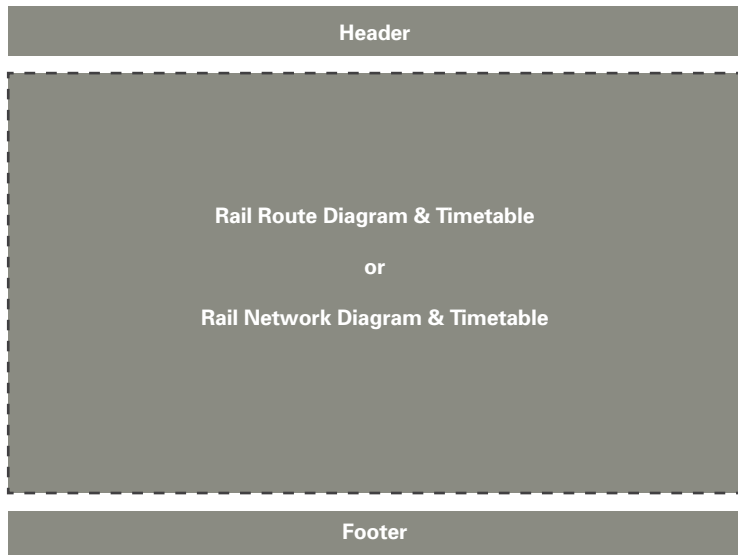 Header
Rail Route Diagram & Timetable
or
Rail Network Diagram & Timetable
Footer